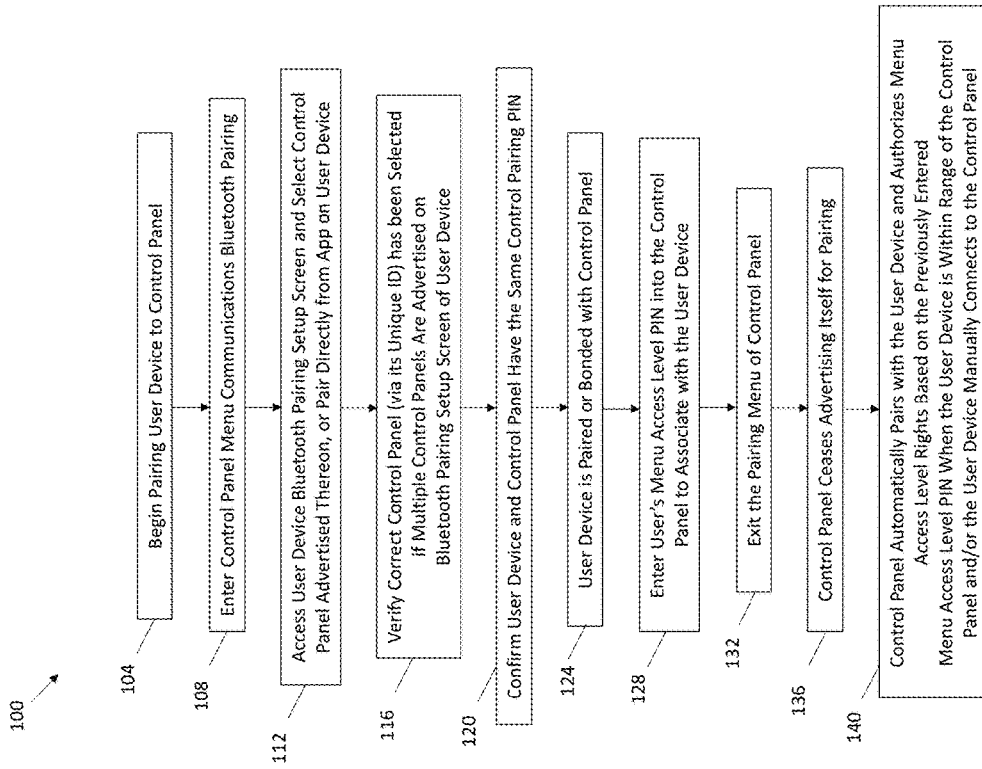 100
104
Begin Pairing User Device to Control Panel
108
Enter Control Panel Menu Communications Bluetooth Pairing
112
Access User Device Bluetooth Pairing Setup Screen and Select Control
Panel Advertised Thereon, or Pair Directly from App on User Device
116
Verify Correct Control Panel (via its Unique ID) has been Selected
if Multiple Control Panels Are Advertised on
Bluetooth Pairing Setup Screen of User Device
120
Confirm User Device and Control Panel Have the Same Control Pairing PIN
124
User Device is Paired or Bonded with Control Panel
128
Enter User's Menu Access Level PIN into the Control
Panel to Associate with the User Device
132
Exit the Pairing Menu of Control Panel
136
Control Panel Ceases Advertising Itself for Pairing
140
Control Panel Automatically Pairs with the User Device and Authorizes Menu
Access Level Rights Based on the Previously Entered
Menu Access Level PIN When the User Device is Within Range of the Control
Panel and/or the User Device Manually Connects to the Control Panel